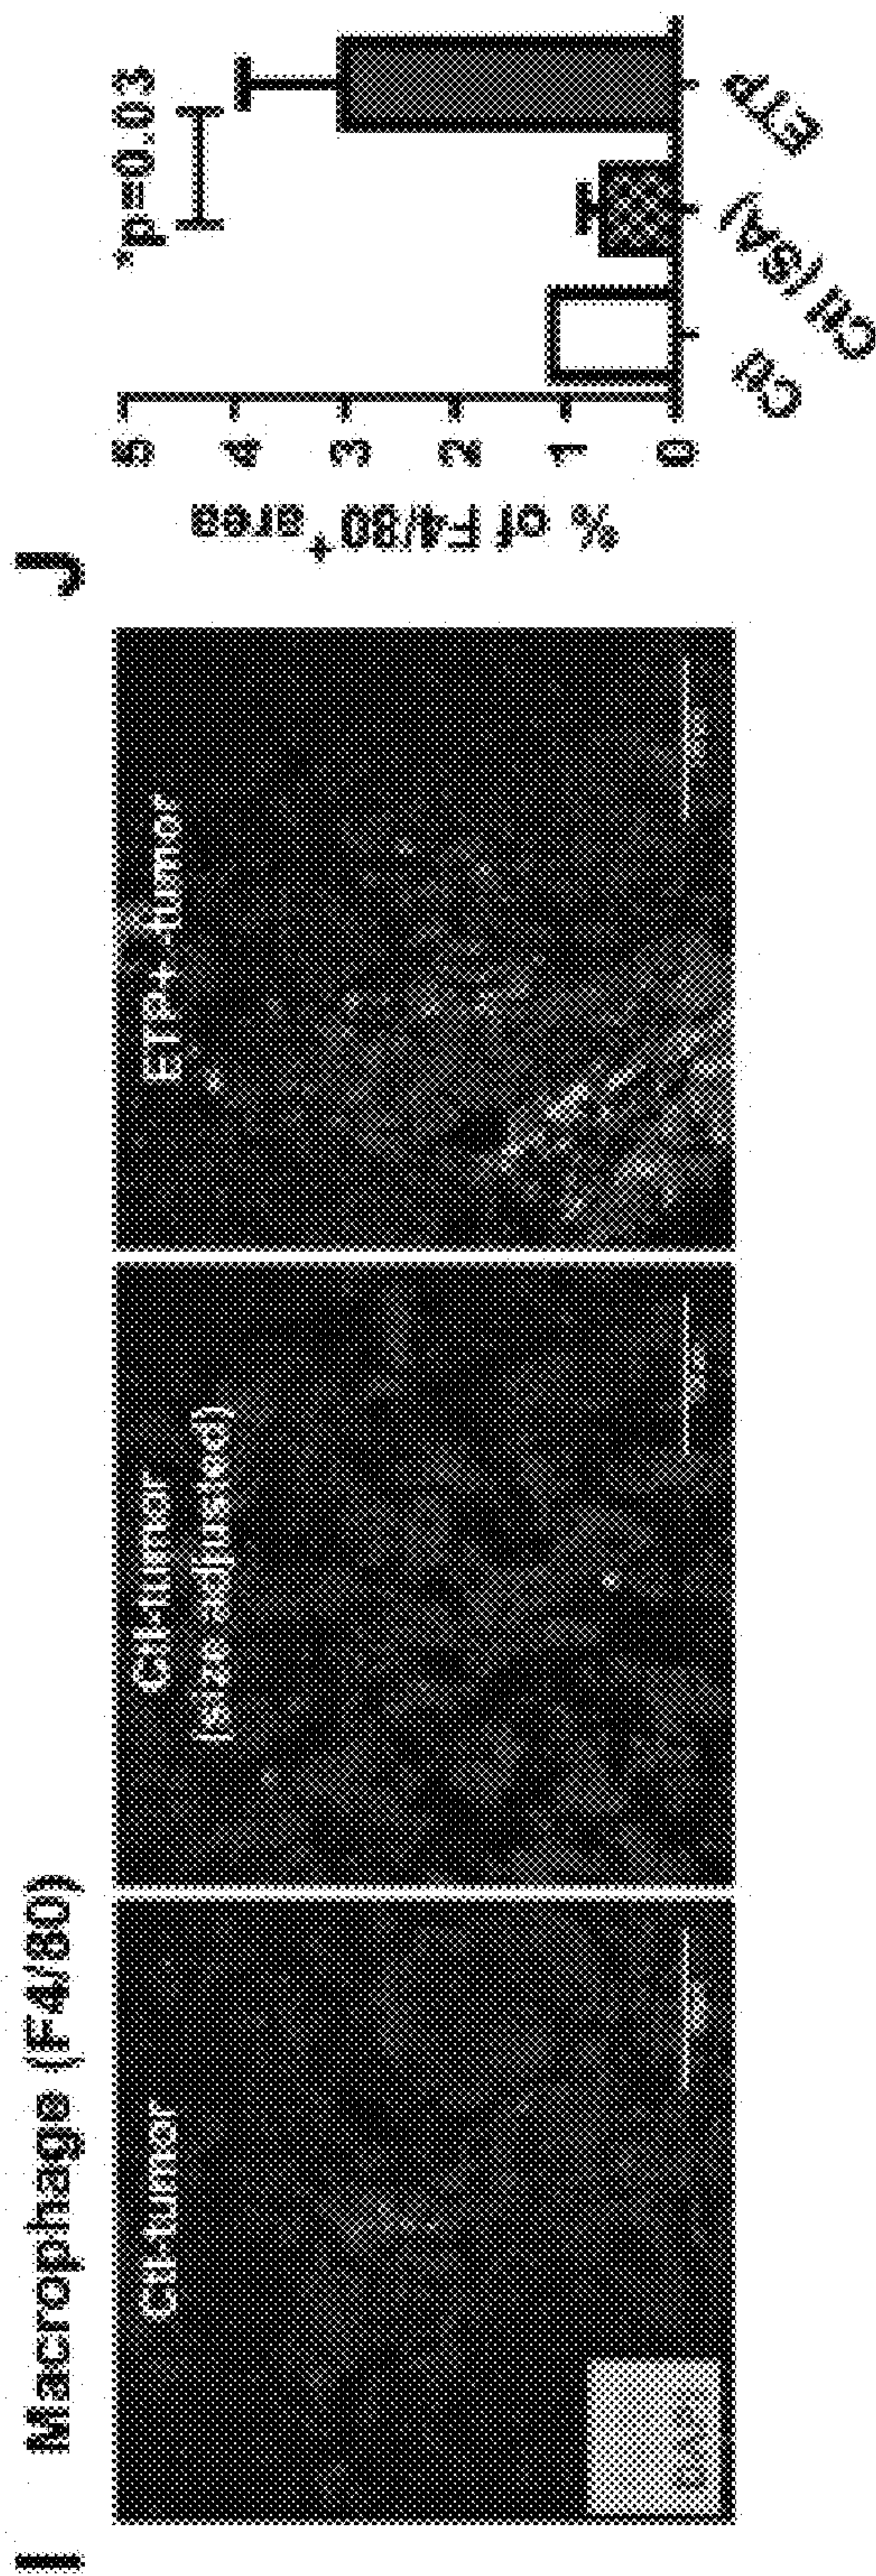 I Macrophage (F4/80)
Ctl-tumor
Ctl-tumor
(size adjusted)
ETP+ -tumor
J
% of F4/80⁺ area
5
4
3
2
1
0
*p=0.03
Ctl
Ctl (SA)
ETP